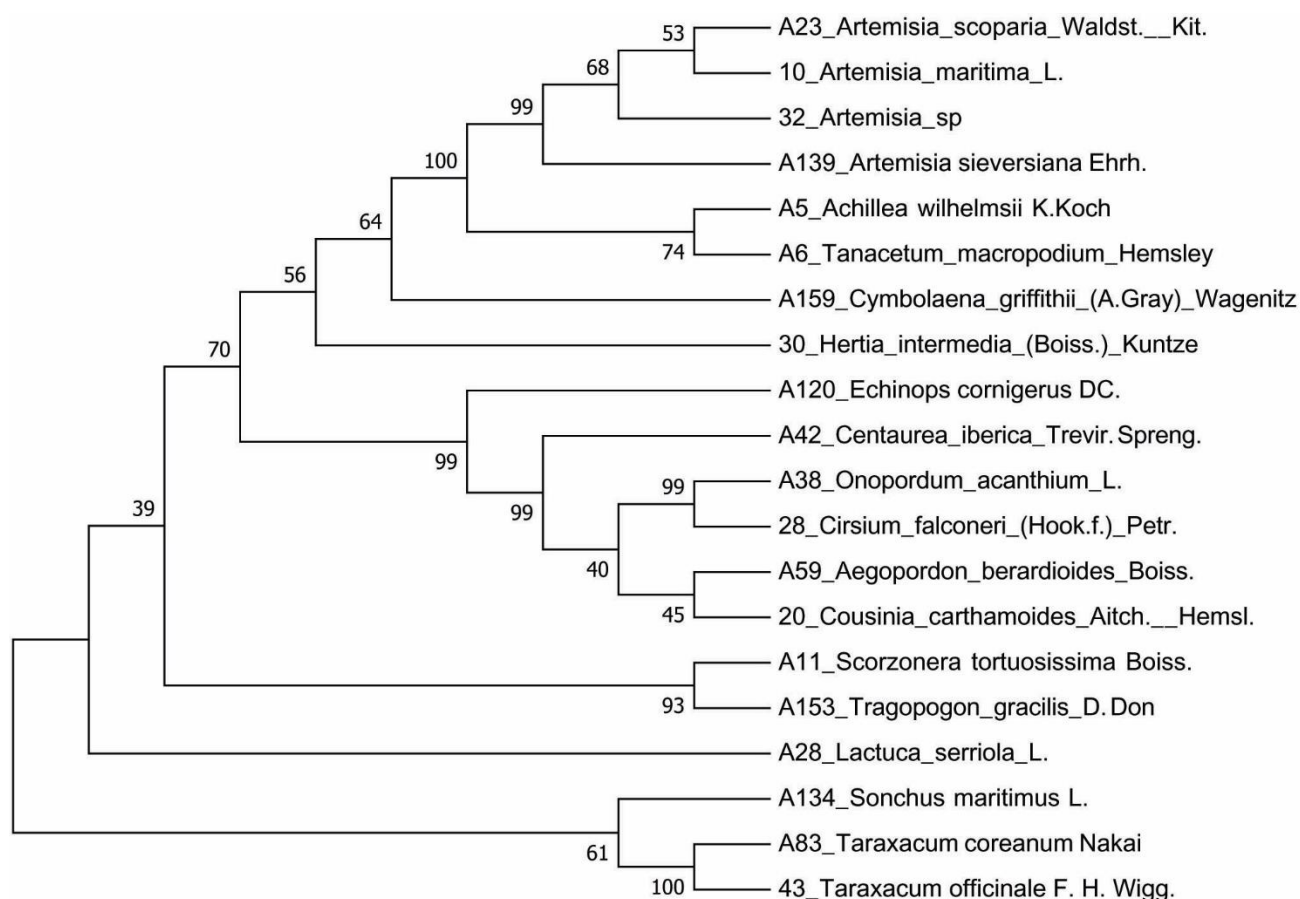 A23_Artemisia_scoparia_Waldst.__Kit.
53
10_Artemisia_maritima_L.
68
32_Artemisia_sp
99
A139_Artemisia sieversiana Ehrh.
100
A5_Achillea wilhelmsii K.Koch
64
74
A6_Tanacetum_macropodium_Hemsley
56
A159_Cymbolaena_griffithii_(A.Gray)_Wagenitz
70
30_Hertia_intermedia_(Boiss.)_Kuntze
A120_Echinops cornigerus DC.
99
A42_Centaurea_iberica_Trevir. Spreng.
99
A38_Onopordum_acanthium_L.
39
99
28_Cirsium_falconeri_(Hook.f.)_Petr.
40
A59_Aegopordon_berardioides_Boiss.
45
20_Cousinia_carthamoides_Aitch.__Hemsl.
A11_Scorzonera tortuosissima Boiss.
93
A153_Tragopogon_gracilis_D. Don
A28_Lactuca_serriola_L.
A134_Sonchus maritimus L.
61
A83_Taraxacum coreanum Nakai
100
43_Taraxacum officinale F. H. Wigg.